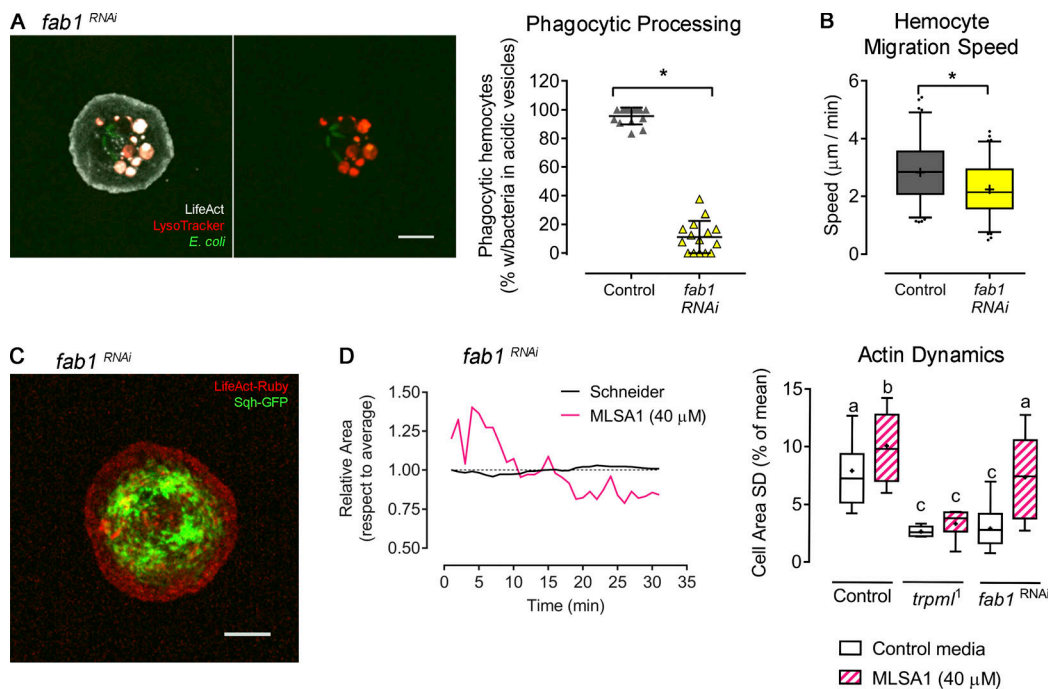 A
fab1 RNAi
LifeAct
LysoTracker
E. coli
Phagocytic Processing
Phagocytic hemocytes
(% w/bacteria in acidic vesicles)
120
100
80
60
40
20
0
*
Control
fab1
RNAi
B
Hemocyte
Migration Speed
Speed (μm / min)
6
4
2
0
*
Control
fab1
RNAi
C
fab1 RNAi
LifeAct-Ruby
Sqh-GFP
D
fab1 RNAi
Relative Area
(respect to average)
1.50
1.25
1.00
0.75
0.50
Schneider
MLSA1 (40 μM)
0 5 10 15 20 25 30 35
Time (min)
Actin Dynamics
Cell Area SD (% of mean)
15
10
5
0
a
b
c
c
c
a
Control
trpml1
fab1 RNAi
Control media
MLSA1 (40 μM)